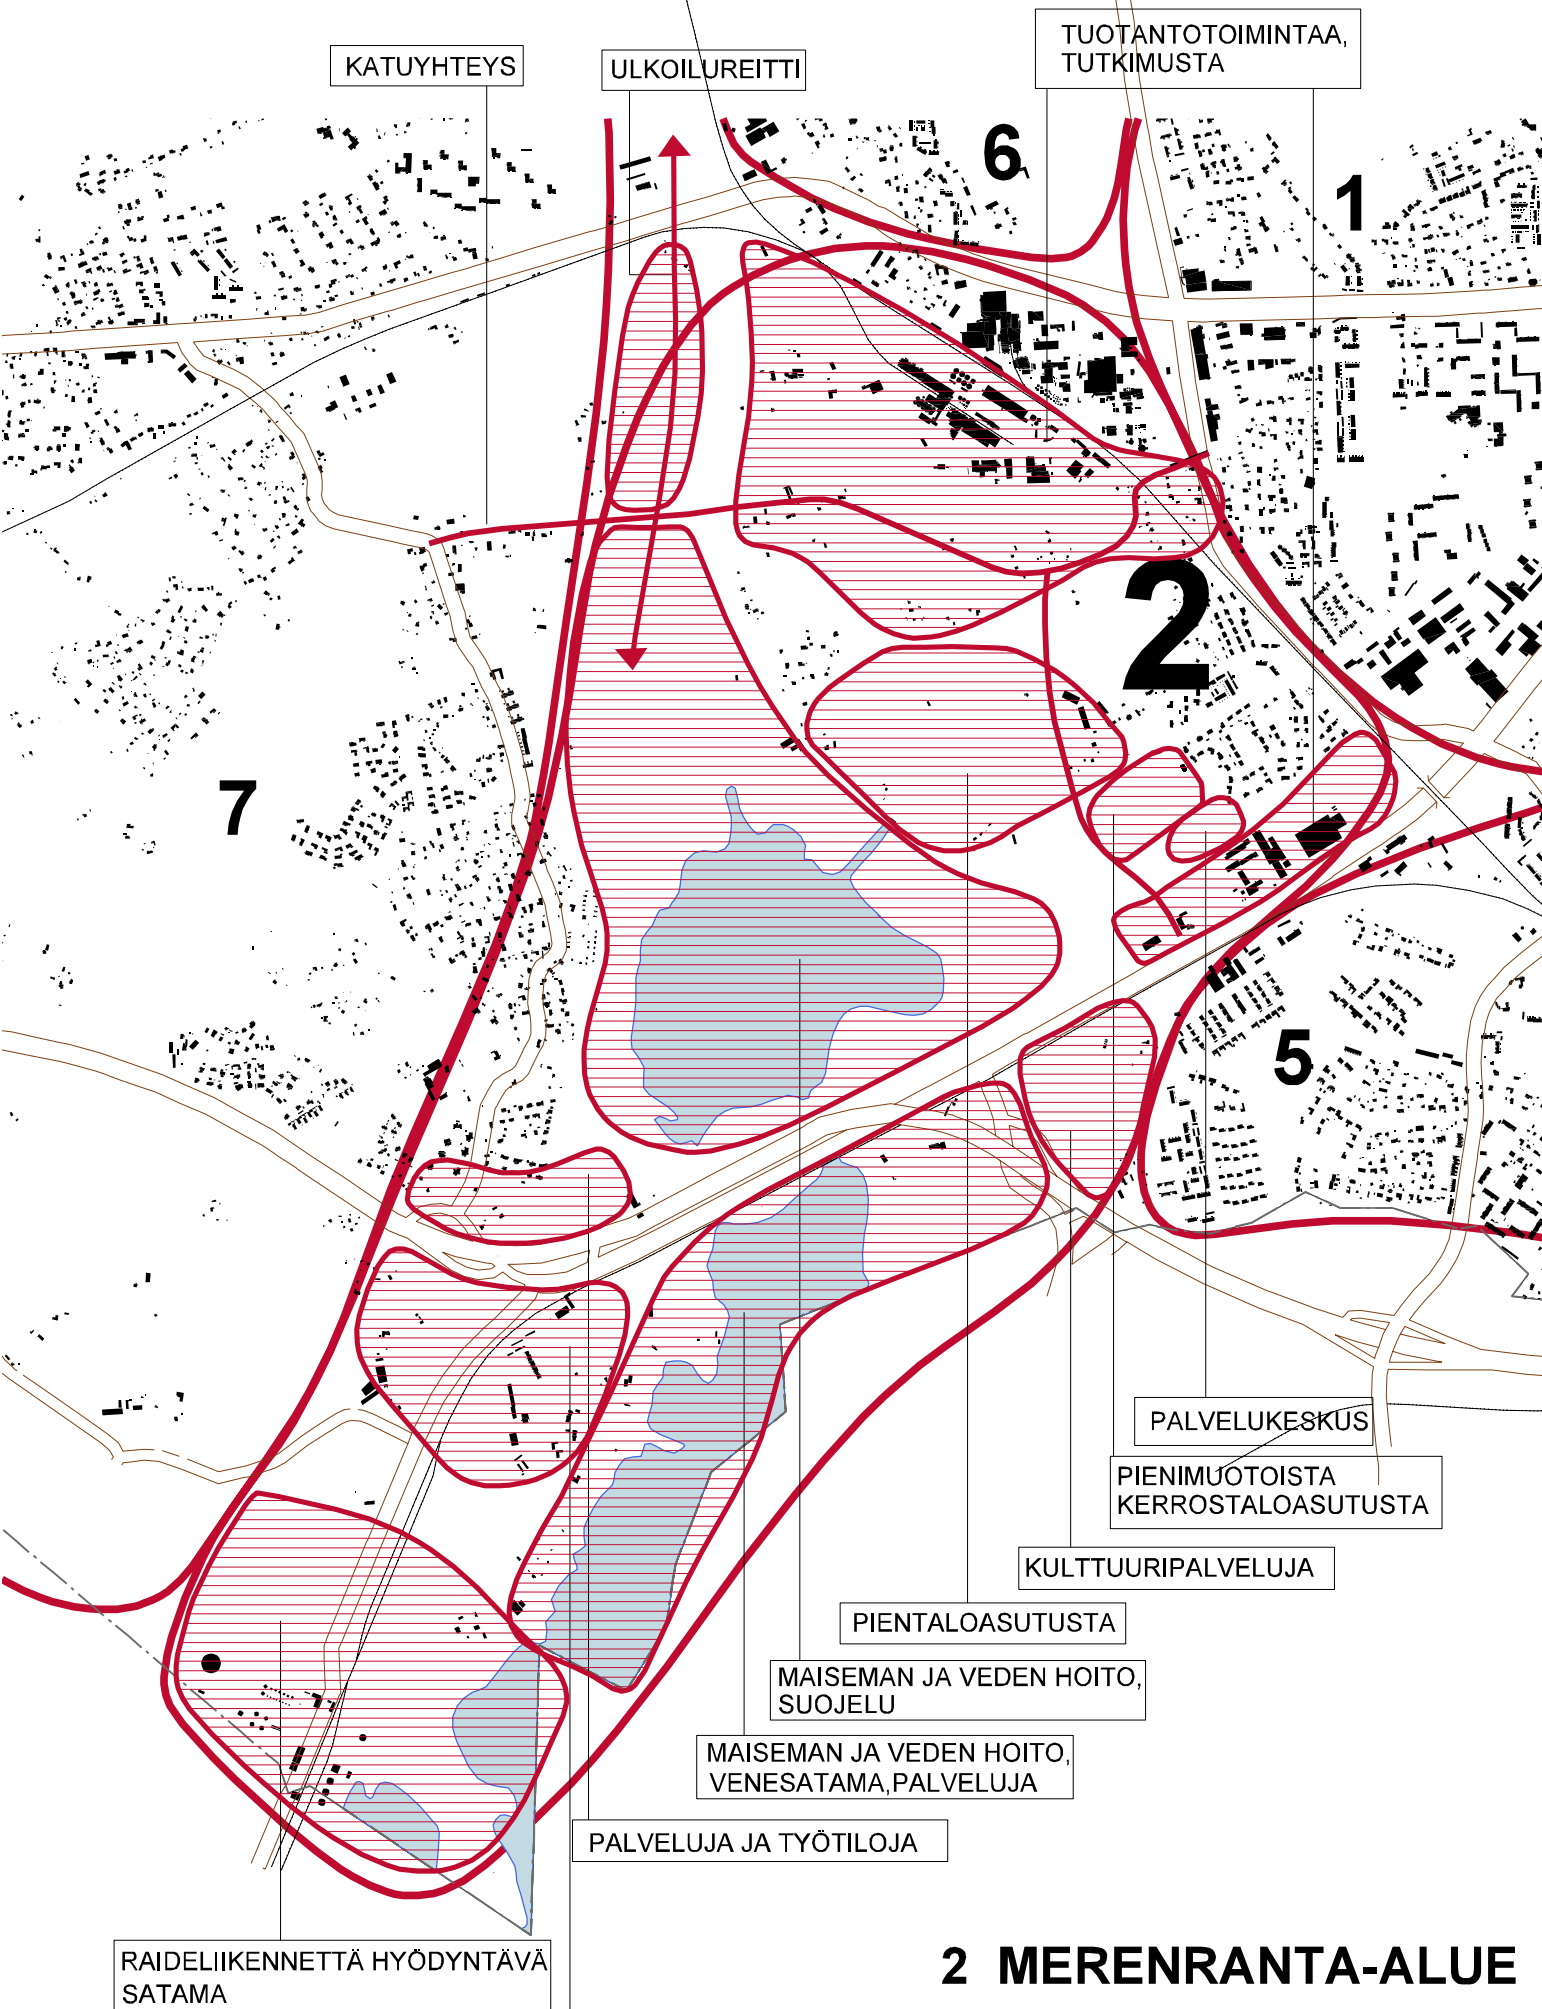 KATUYHTEYS
ULKOILUREITTI
TUOTANTOTOIMINTAA,
TUTKIMUSTA
6
1
2
7
5
PALVELUKESKUS
PIENIMUOTOISTA
KERROSTALOASUTUSTA
KULTTUURIPALVELUJA
PIENTALOASUTUSTA
MAISEMAN JA VEDEN HOITO,
SUOJELU
MAISEMAN JA VEDEN HOITO,
VENESATAMA,PALVELUJA
PALVELUJA JA TYÖTILOJA
RAIDELIIKENNETTÄ HYÖDYNTÄVÄ
SATAMA
2 MERENRANTA-ALUE